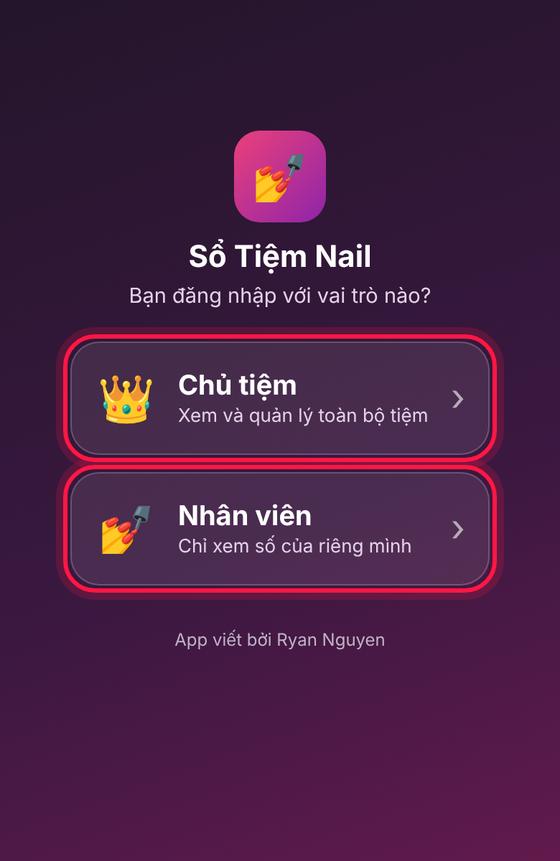 Sổ Tiệm Nail
Bạn đăng nhập với vai trò nào?
Chủ tiệm
Xem và quản lý toàn bộ tiệm
Nhân viên
Chỉ xem số của riêng mình
App viết bởi Ryan Nguyen